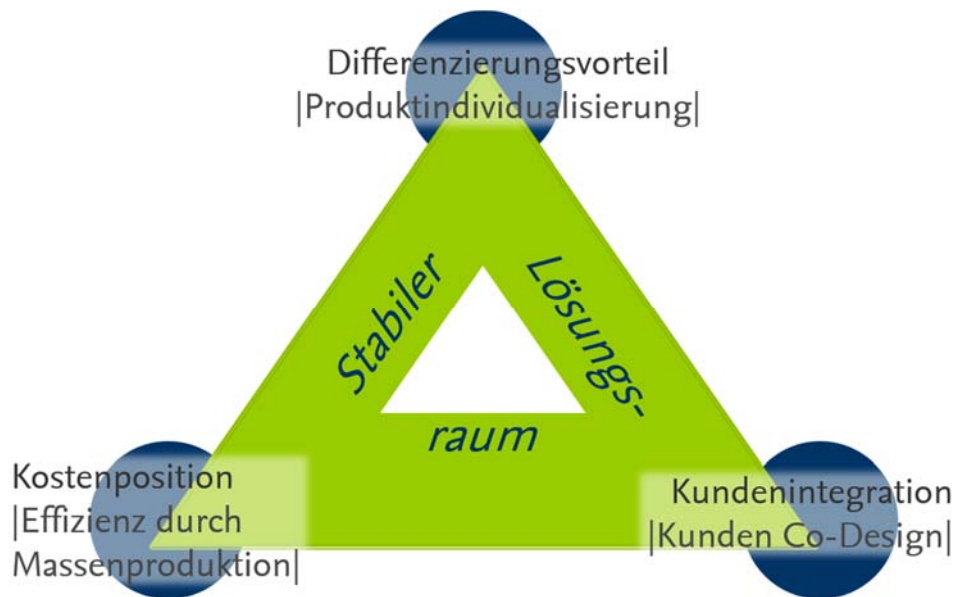 Differenzierungsvorteil
|Produktindividualisierung|
Stabiler
Lösungs-
raum
Kostenposition
|Effizienz durch
Massenproduktion|
Kundenintegration
|Kunden Co-Design|